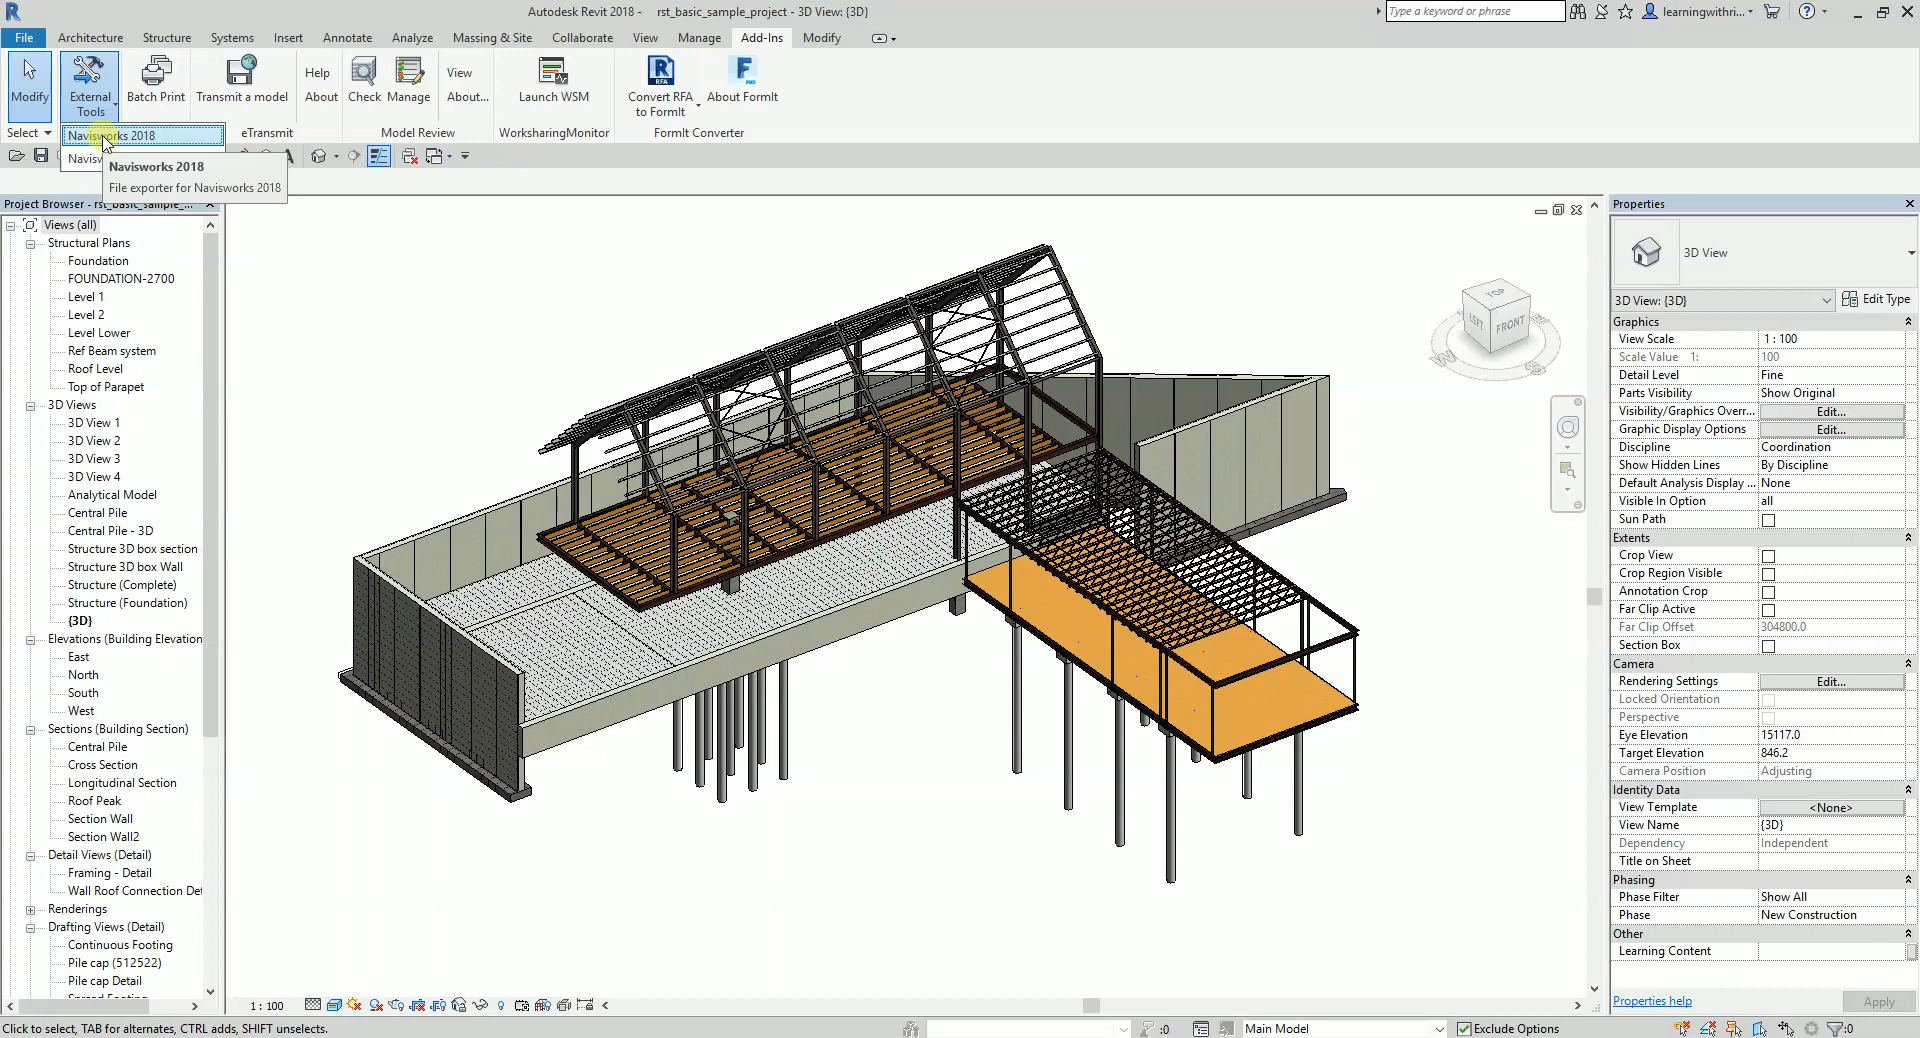 Autodesk Revit 2018 -     rst_basic_sample_project - 3D View: {3D}
Type a keyword or phrase
learningwithri...
File
Architecture
Structure
Systems
Insert
Annotate
Analyze
Massing & Site
Collaborate
View
Manage
Add-Ins
Modify
Modify
External Tools
Batch Print
Transmit a model
Help
About
Check
Manage
View
About...
Launch WSM
Convert RFA to FormIt
About FormIt
Select
eTransmit
Model Review
WorksharingMonitor
FormIt Converter
Navisworks 2018
Navisworks 2018
File exporter for Navisworks 2018
Project Browser - rst_basic_sample_...
Views (all)
Structural Plans
Foundation
FOUNDATION-2700
Level 1
Level 2
Level Lower
Ref Beam system
Roof Level
Top of Parapet
3D Views
3D View 1
3D View 2
3D View 3
3D View 4
Analytical Model
Central Pile
Central Pile - 3D
Structure 3D box section
Structure 3D box Wall
Structure (Complete)
Structure (Foundation)
{3D}
Elevations (Building Elevation
East
North
South
West
Sections (Building Section)
Central Pile
Cross Section
Longitudinal Section
Roof Peak
Section Wall
Section Wall2
Detail Views (Detail)
Framing - Detail
Wall Roof Connection Det
Renderings
Drafting Views (Detail)
Continuous Footing
Pile cap (512522)
Pile cap Detail
TOP
LEFT
FRONT
Properties
3D View
3D View: {3D}
Edit Type
Graphics
View Scale 1 : 100
Scale Value 1: 100
Detail Level Fine
Parts Visibility Show Original
Visibility/Graphics Overr... Edit...
Graphic Display Options Edit...
Discipline Coordination
Show Hidden Lines By Discipline
Default Analysis Display ... None
Visible In Option all
Sun Path
Extents
Crop View
Crop Region Visible
Annotation Crop
Far Clip Active
Far Clip Offset 304800.0
Section Box
Camera
Rendering Settings Edit...
Locked Orientation
Perspective
Eye Elevation 15117.0
Target Elevation 846.2
Camera Position Adjusting
Identity Data
View Template <None>
View Name {3D}
Dependency Independent
Title on Sheet
Phasing
Phase Filter Show All
Phase New Construction
Other
Learning Content
Properties help
Apply
1 : 100
Click to select, TAB for alternates, CTRL adds, SHIFT unselects.
:0
Main Model
Exclude Options
:0